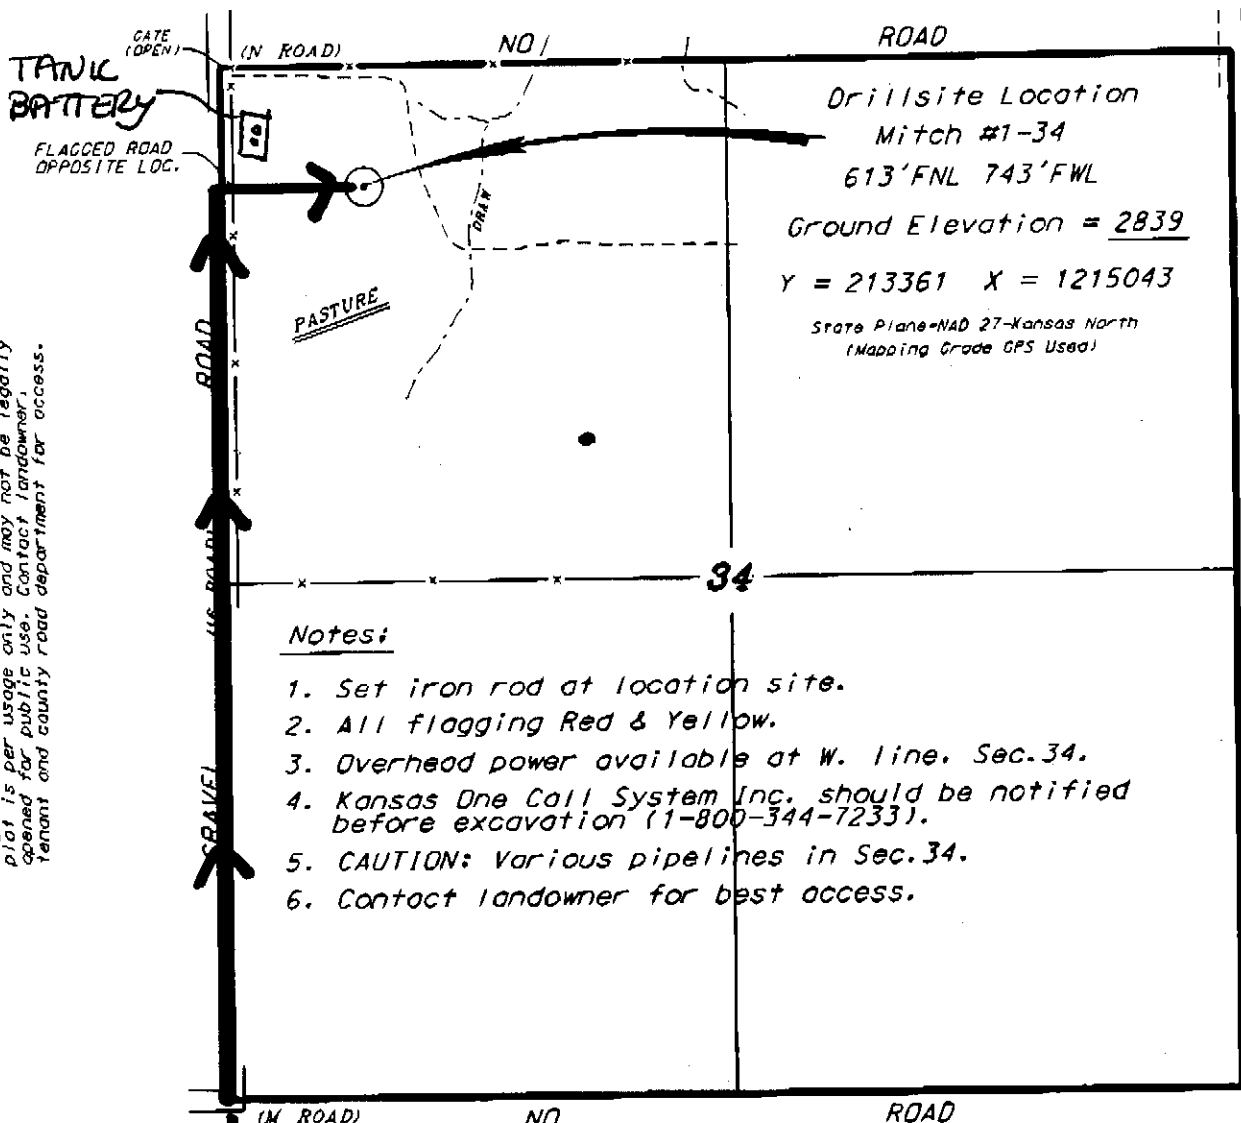 GATE
(OPEN)
(N ROAD)
NO
ROAD
TANK
BATTERY
FLAGGED ROAD
OPPOSITE LOC.
Drillsite Location
Mitch #1-34
613'FNL 743'FWL
Ground Elevation = 2839
Y = 213361 X = 1215043
State Plane-NAD 27-Kansas North
(Mapping Grade GPS Used)
DRAW
PASTURE
ROAD
ROAD)
GRAVEL
plat is per usage only and may not be legally
opened for public use. Contact landowner,
tenant and county road department for access.
34
Notes:
1. Set iron rod at location site.
2. All flagging Red & Yellow.
3. Overhead power available at W. line. Sec.34.
4. Kansas One Call System Inc. should be notified
before excavation (1-800-344-7233).
5. CAUTION: Various pipelines in Sec.34.
6. Contact landowner for best access.
(M ROAD)
NO
ROAD